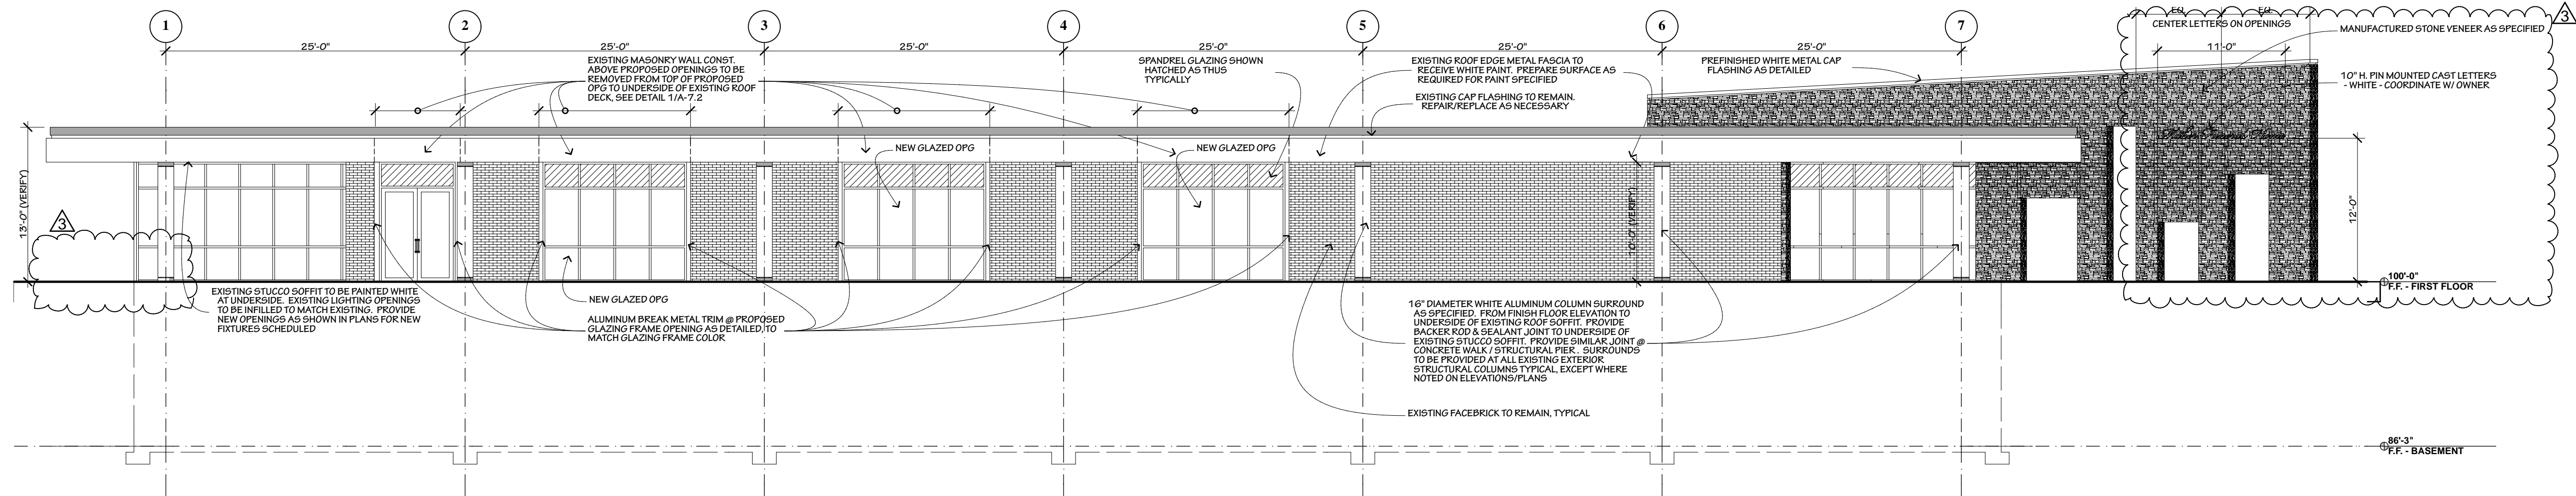 1
2
3
4
5
6
7
25'-0"
25'-0"
25'-0"
25'-0"
25'-0"
25'-0"
EQ
EQ
CENTER LETTERS ON OPENINGS
11'-0"
3
MANUFACTURED STONE VENEER AS SPECIFIED
10" H. PIN MOUNTED CAST LETTERS
- WHITE - COORDINATE W/ OWNER
EXISTING MASONRY WALL CONST.
ABOVE PROPOSED OPENINGS TO BE
REMOVED FROM TOP OF PROPOSED
OPG TO UNDERSIDE OF EXISTING ROOF
DECK, SEE DETAIL 1/A-7.2
SPANDREL GLAZING SHOWN
HATCHED AS THUS
TYPICALLY
EXISTING ROOF EDGE METAL FASCIA TO
RECEIVE WHITE PAINT. PREPARE SURFACE AS
REQUIRED FOR PAINT SPECIFIED
EXISTING CAP FLASHING TO REMAIN.
REPAIR/REPLACE AS NECESSARY
PREFINISHED WHITE METAL CAP
FLASHING AS DETAILED
NEW GLAZED OPG
NEW GLAZED OPG
13'-0" (VERIFY)
3
10'-0" (VERIFY)
12'-0"
100'-0"
F.F. - FIRST FLOOR
EXISTING STUCCO SOFFIT TO BE PAINTED WHITE
AT UNDERSIDE. EXISTING LIGHTING OPENINGS
TO BE INFILLED TO MATCH EXISTING. PROVIDE
NEW OPENINGS AS SHOWN IN PLANS FOR NEW
FIXTURES SCHEDULED
NEW GLAZED OPG
ALUMINUM BREAK METAL TRIM @ PROPOSED
GLAZING FRAME OPENING AS DETAILED, TO
MATCH GLAZING FRAME COLOR
16" DIAMETER WHITE ALUMINUM COLUMN SURROUND
AS SPECIFIED. FROM FINISH FLOOR ELEVATION TO
UNDERSIDE OF EXISTING ROOF SOFFIT. PROVIDE
BACKER ROD & SEALANT JOINT TO UNDERSIDE OF
EXISTING STUCCO SOFFIT. PROVIDE SIMILAR JOINT @
CONCRETE WALK / STRUCTURAL PIER. SURROUNDS
TO BE PROVIDED AT ALL EXISTING EXTERIOR
STRUCTURAL COLUMNS TYPICAL, EXCEPT WHERE
NOTED ON ELEVATIONS/PLANS
EXISTING FACEBRICK TO REMAIN, TYPICAL
86'-3"
F.F. - BASEMENT